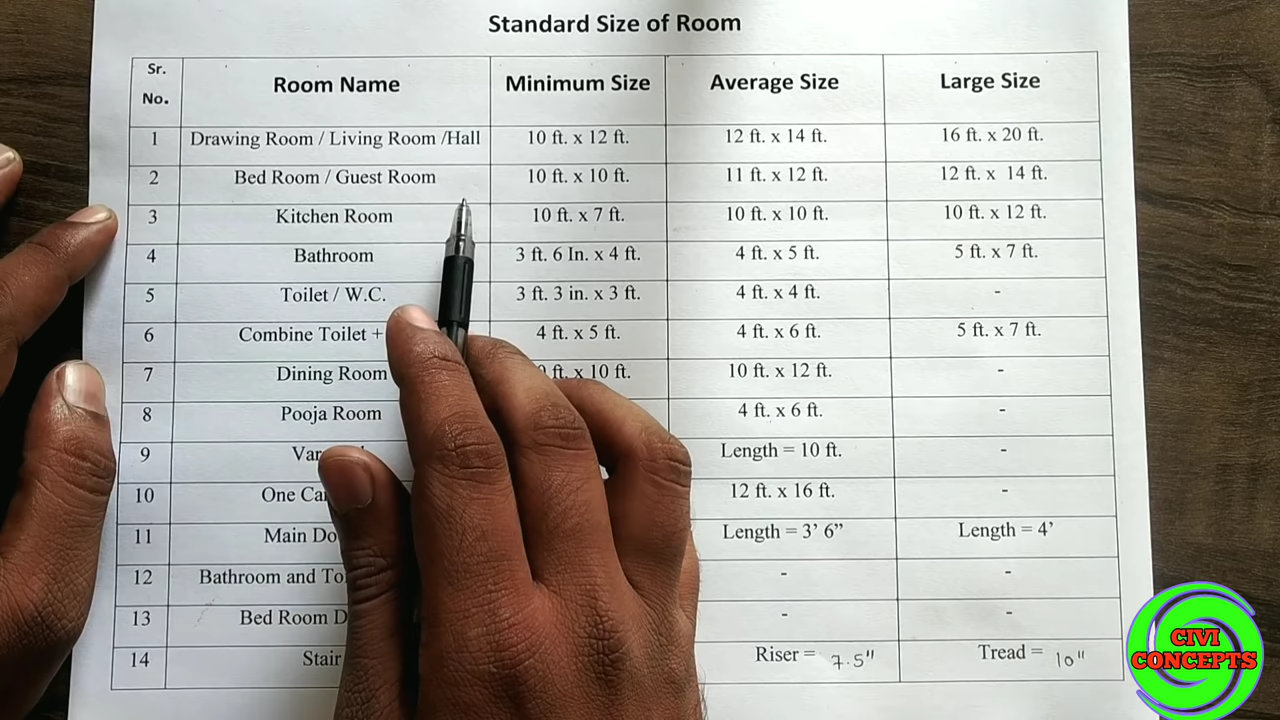 Standard Size of Room
Sr. No. Room Name Minimum Size Average Size Large Size
1 Drawing Room / Living Room /Hall 10 ft. x 12 ft. 12 ft. x 14 ft. 16 ft. x 20 ft.
2 Bed Room / Guest Room 10 ft. x 10 ft. 11 ft. x 12 ft. 12 ft. x 14 ft.
3 Kitchen Room 10 ft. x 7 ft. 10 ft. x 10 ft. 10 ft. x 12 ft.
4 Bathroom 3 ft. 6 In. x 4 ft. 4 ft. x 5 ft. 5 ft. x 7 ft.
5 Toilet / W.C. 3 ft. 3 in. x 3 ft. 4 ft. x 4 ft. -
6 Combine Toilet + 4 ft. x 5 ft. 4 ft. x 6 ft. 5 ft. x 7 ft.
7 Dining Room ft. x 10 ft. 10 ft. x 12 ft. -
8 Pooja Room 4 ft. x 6 ft. -
9 Length = 10 ft. -
10 One 12 ft. x 16 ft. -
11 Main Length = 3’ 6” Length = 4’
12 Bathroom and - -
13 Bed Room - -
14 Stair Riser = 7.5" Tread = 10"
CIVI
CONCEPTS